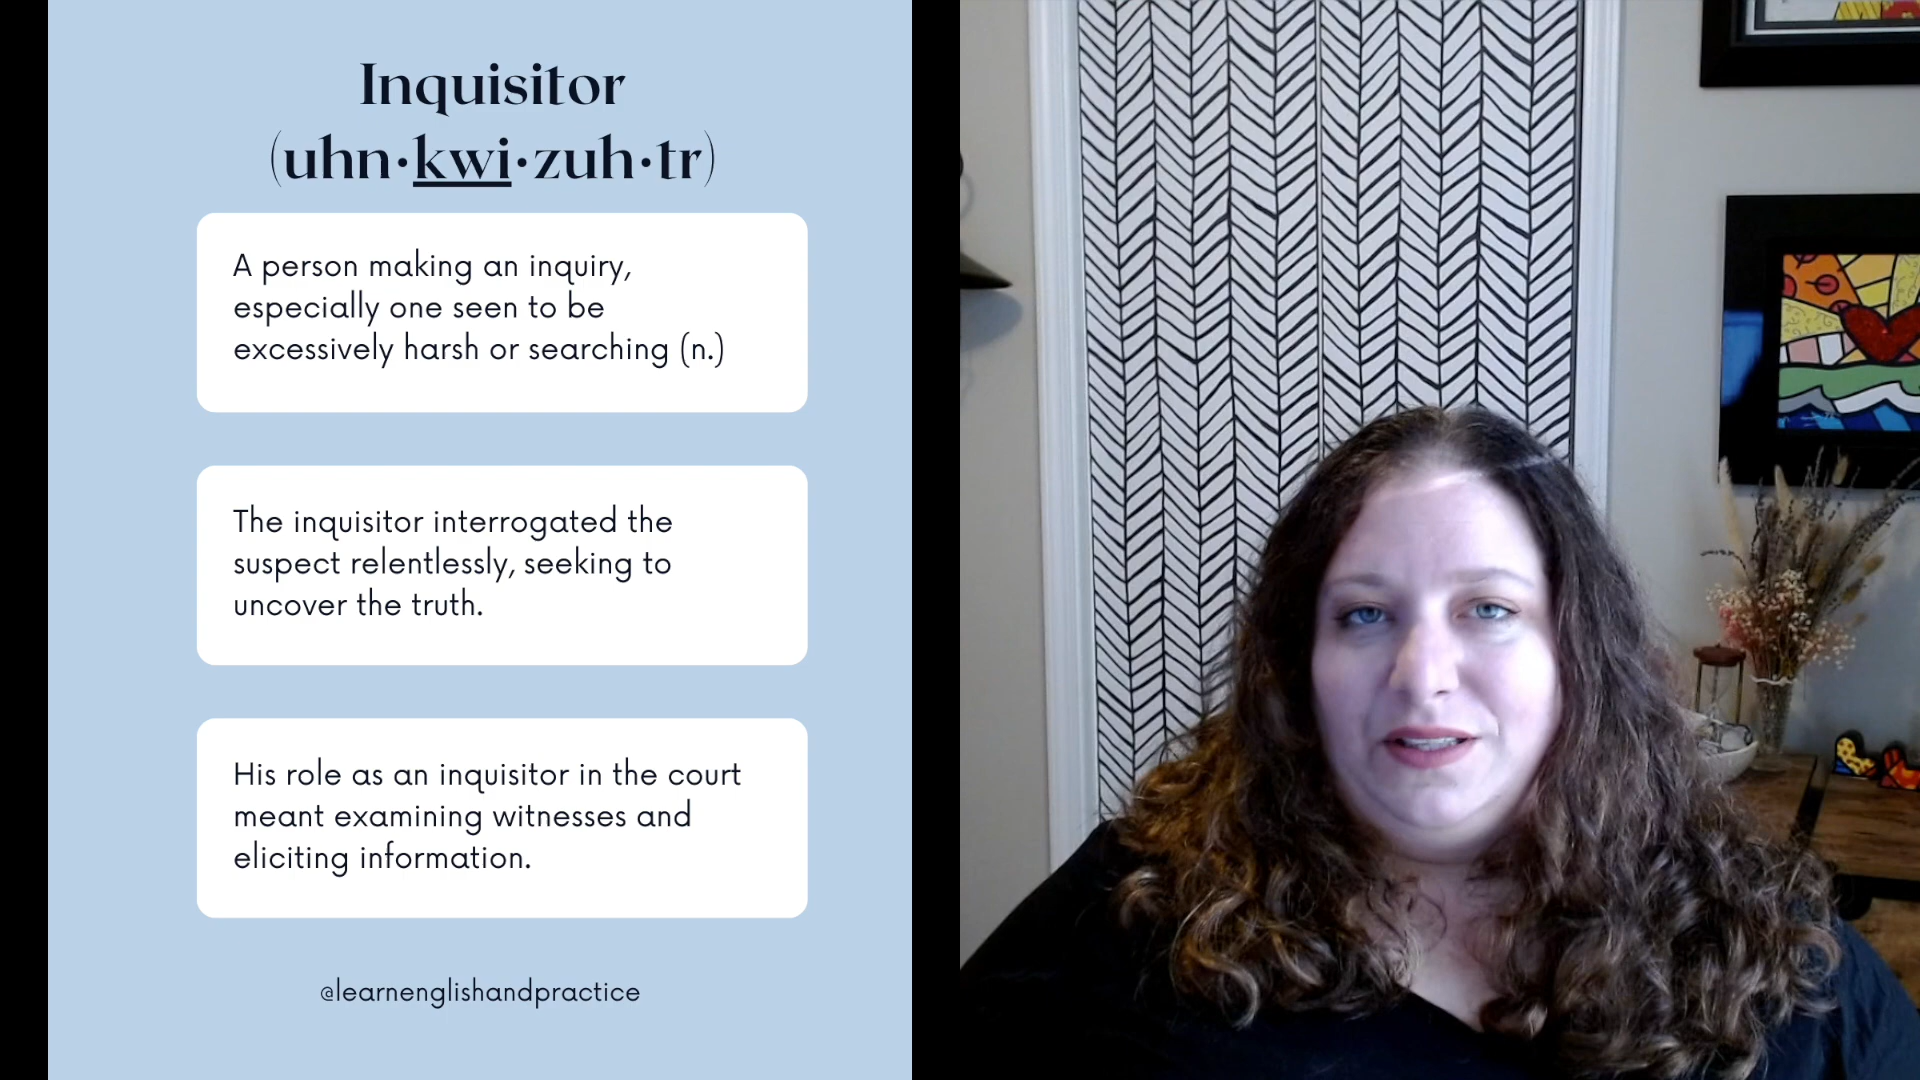 Inquisitor
(uhn•kwi•zuh•tr)
A person making an inquiry,
especially one seen to be
excessively harsh or searching (n.)
The inquisitor interrogated the
suspect relentlessly, seeking to
uncover the truth.
His role as an inquisitor in the court
meant examining witnesses and
eliciting information.
@learnenglishandpractice